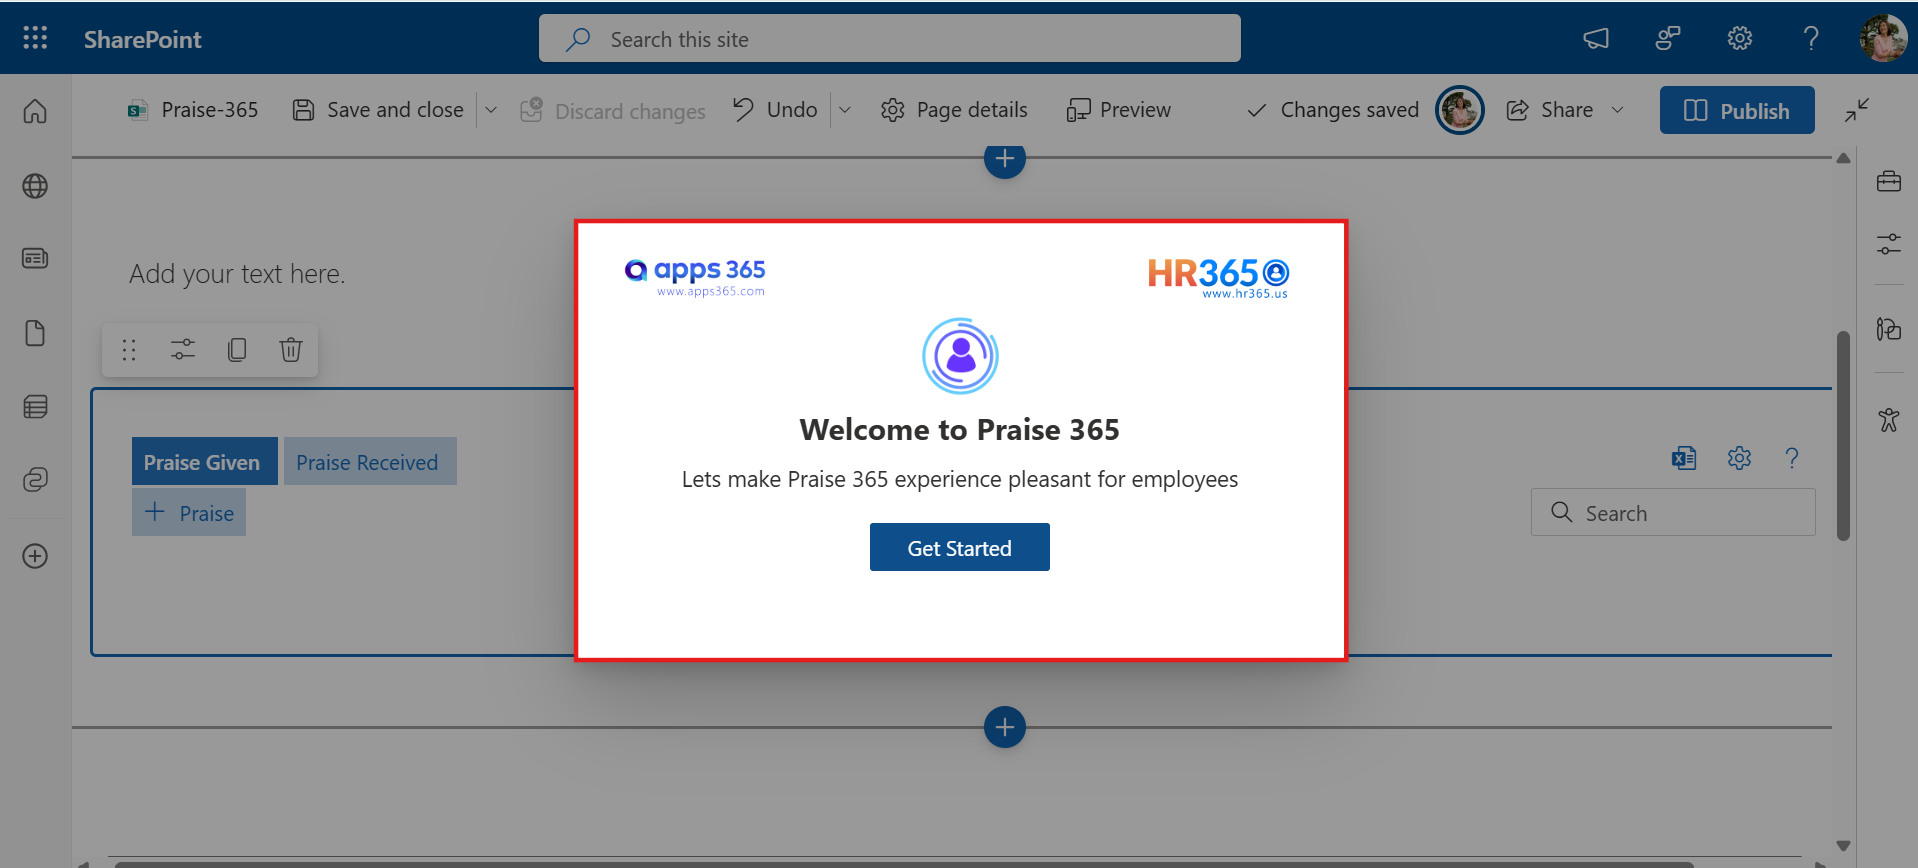 SharePoint
Search this site
Praise-365
Save and close
Discard changes
Undo
Page details
Preview
Changes saved
Share
Publish
Add your text here.
apps 365
www.apps365.com
HR365
www.hr365.us
Welcome to Praise 365
Lets make Praise 365 experience pleasant for employees
Get Started
Praise Given
Praise Received
Praise
Search